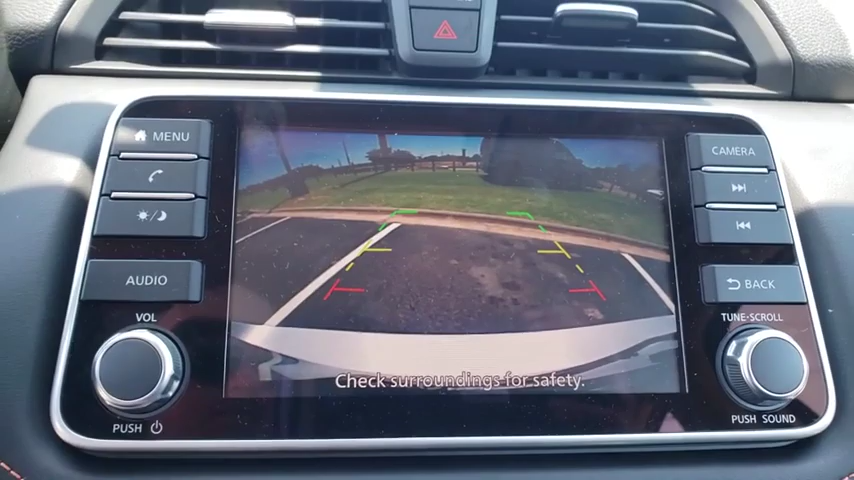 MENU
AUDIO
VOL
PUSH
CAMERA
BACK
TUNE·SCROLL
PUSH SOUND
Check surroundings for safety.